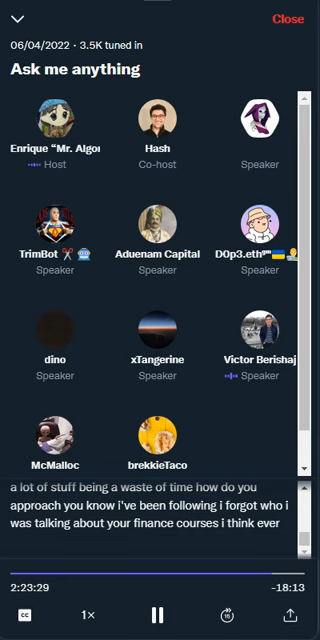 Close
06/04/2022 · 3.5K tuned in
Ask me anything
Enrique “Mr. Algor
Host
Hash
Co-host
Speaker
TrimBot
Speaker
Aduenam Capital
Speaker
D0p3.eth
Speaker
dino
Speaker
xTangerine
Speaker
Victor Berishaj
Speaker
McMalloc
brekkieTaco
a lot of stuff being a waste of time how do you
approach you know i've been following i forgot who i
was talking about your finance courses i think ever
2:23:29
-18:13
CC
1×
15